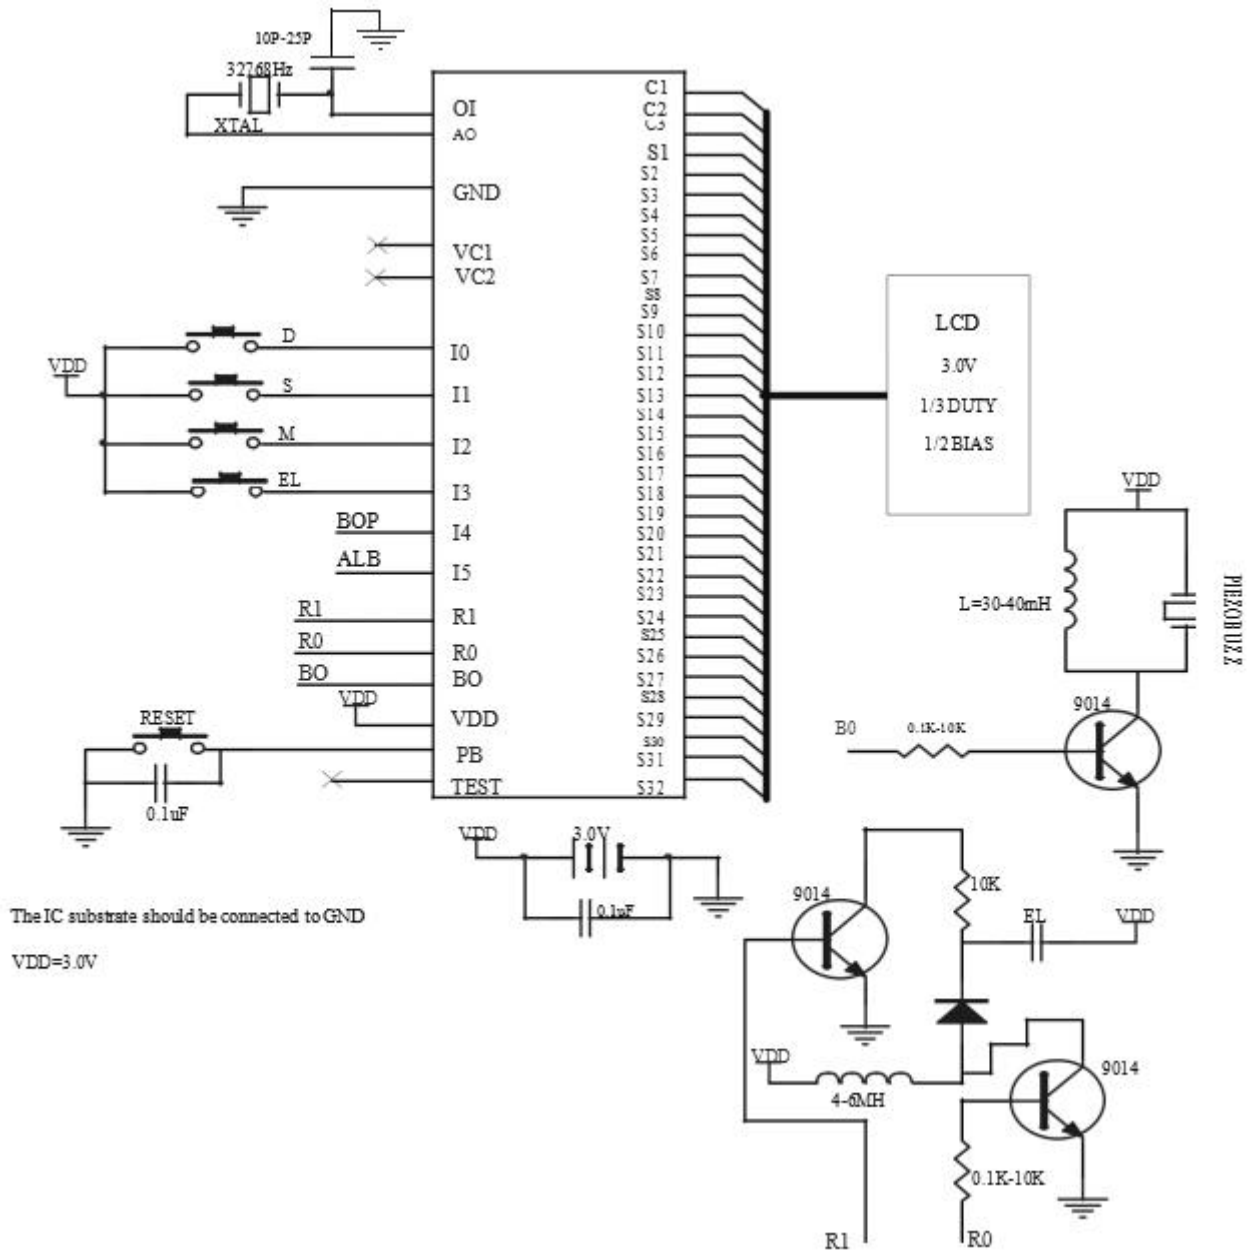 10P-25P
32768Hz
XTAL
OI
AO
GND
VC1
VC2
VDD
D
S
M
EL
I0
I1
I2
I3
BOP
I4
ALB
I5
R1
R1
R0
R0
BO
BO
VDD
VDD
RESET
PB
TEST
0.1uF
C1
C2
C3
S1
S2
S3
S4
S5
S6
S7
S8
S9
S10
S11
S12
S13
S14
S15
S16
S17
S18
S19
S20
S21
S22
S23
S24
S25
S26
S27
S28
S29
S30
S31
S32
LCD
3.0V
1/3 DUTY
1/2 BIAS
VDD
L=30-40mH
PIEZOBUZZ
9014
B0
0.1K-10K
VDD
3.0V
0.1uF
The IC substrate should be connected to GND
VDD=3.0V
9014
10K
EL
VDD
VDD
4-6MH
9014
0.1K-10K
R1
R0